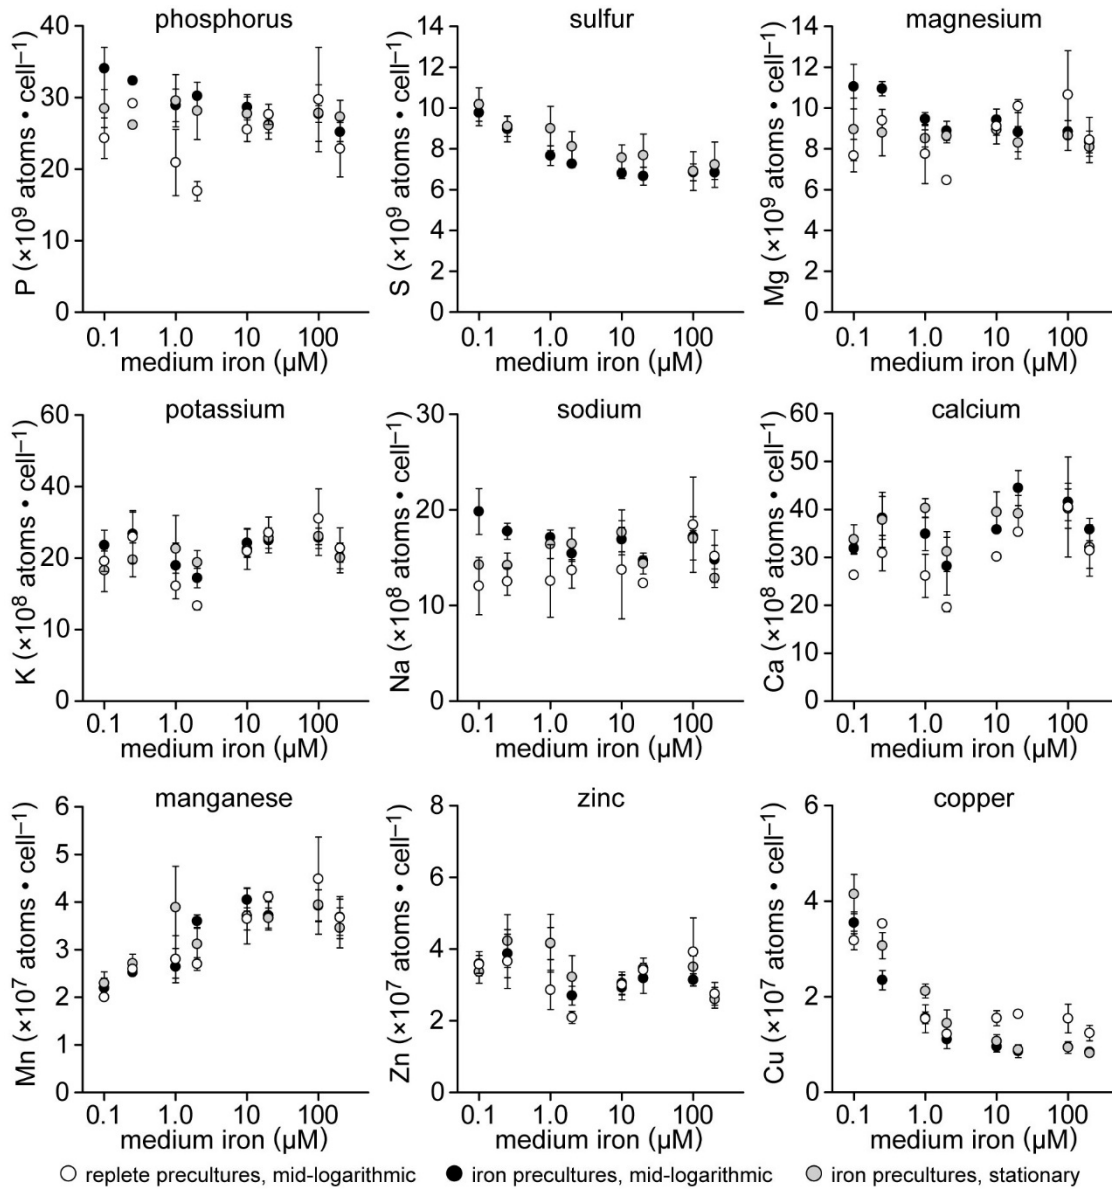 phosphorus
P (×10⁹ atoms • cell⁻¹)
40
30
20
10
0
0.1 1.0 10 100
medium iron (µM)
sulfur
S (×10⁹ atoms • cell⁻¹)
14
12
10
8
6
4
2
0
0.1 1.0 10 100
medium iron (µM)
magnesium
Mg (×10⁹ atoms • cell⁻¹)
14
12
10
8
6
4
2
0
0.1 1.0 10 100
medium iron (µM)
potassium
K (×10⁸ atoms • cell⁻¹)
60
20
10
0
0.1 1.0 10 100
medium iron (µM)
sodium
Na (×10⁸ atoms • cell⁻¹)
30
20
10
0
0.1 1.0 10 100
medium iron (µM)
calcium
Ca (×10⁸ atoms • cell⁻¹)
60
50
40
30
20
10
0
0.1 1.0 10 100
medium iron (µM)
manganese
Mn (×10⁷ atoms • cell⁻¹)
6
5
4
3
2
1
0
0.1 1.0 10 100
medium iron (µM)
zinc
Zn (×10⁷ atoms • cell⁻¹)
8
6
4
2
0
0.1 1.0 10 100
medium iron (µM)
copper
Cu (×10⁷ atoms • cell⁻¹)
6
4
2
0
0.1 1.0 10 100
medium iron (µM)
replete precultures, mid-logarithmic
iron precultures, mid-logarithmic
iron precultures, stationary